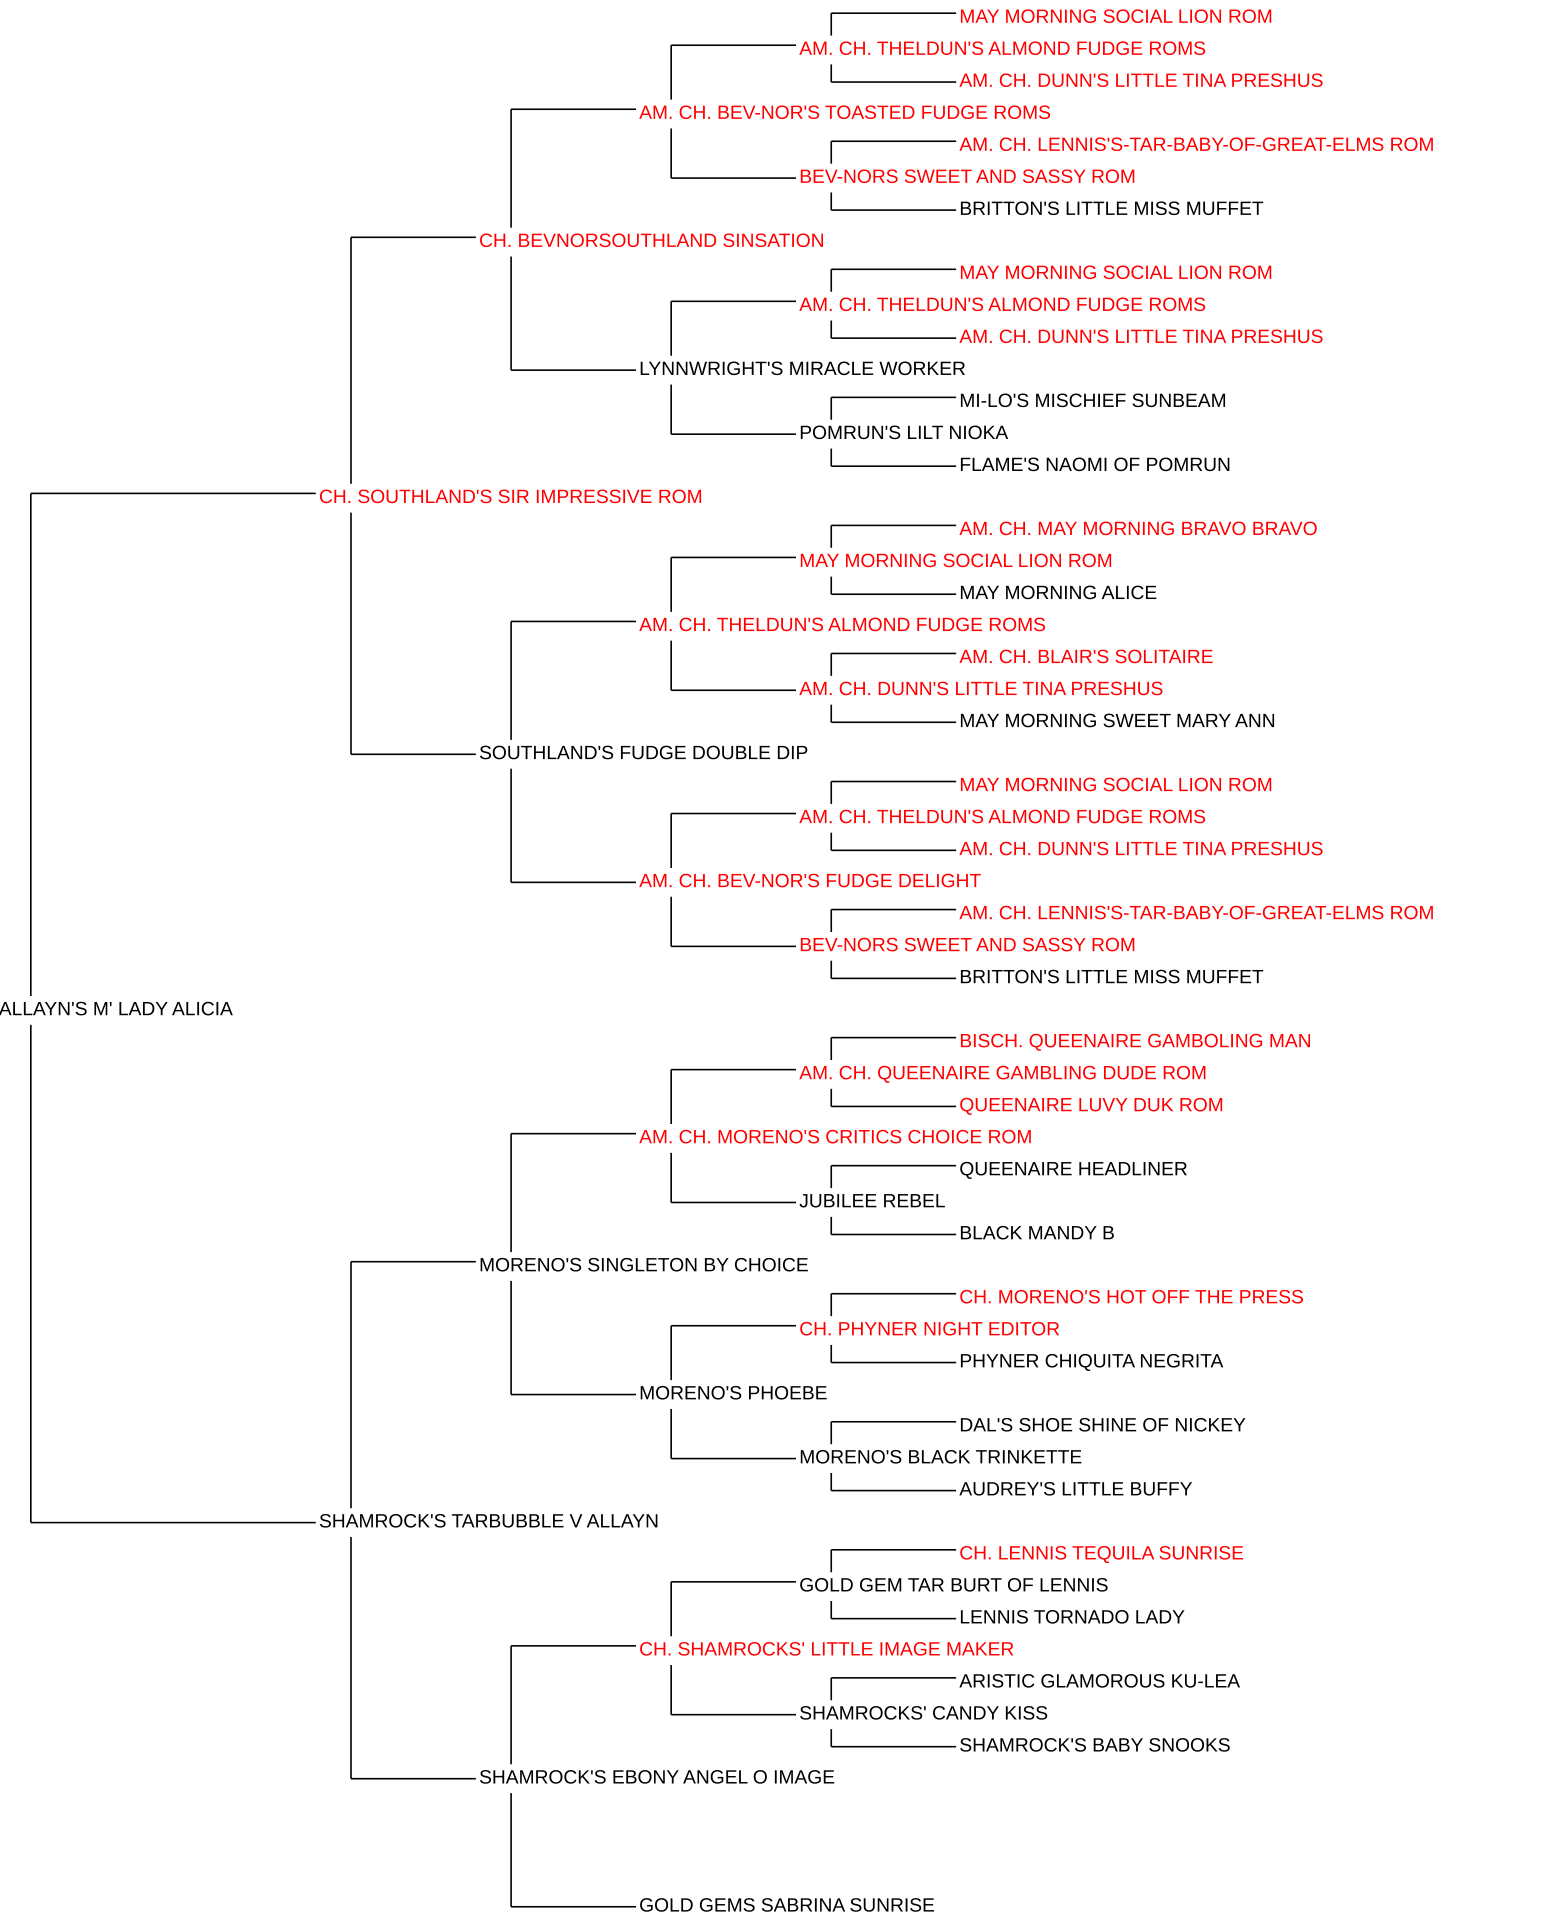 MAY MORNING SOCIAL LION ROM
AM. CH. THELDUN'S ALMOND FUDGE ROMS
AM. CH. DUNN'S LITTLE TINA PRESHUS
AM. CH. BEV-NOR'S TOASTED FUDGE ROMS
AM. CH. LENNIS'S-TAR-BABY-OF-GREAT-ELMS ROM
BEV-NORS SWEET AND SASSY ROM
BRITTON'S LITTLE MISS MUFFET
CH. BEVNORSOUTHLAND SINSATION
MAY MORNING SOCIAL LION ROM
AM. CH. THELDUN'S ALMOND FUDGE ROMS
AM. CH. DUNN'S LITTLE TINA PRESHUS
LYNNWRIGHT'S MIRACLE WORKER
MI-LO'S MISCHIEF SUNBEAM
POMRUN'S LILT NIOKA
FLAME'S NAOMI OF POMRUN
CH. SOUTHLAND'S SIR IMPRESSIVE ROM
AM. CH. MAY MORNING BRAVO BRAVO
MAY MORNING SOCIAL LION ROM
MAY MORNING ALICE
AM. CH. THELDUN'S ALMOND FUDGE ROMS
AM. CH. BLAIR'S SOLITAIRE
AM. CH. DUNN'S LITTLE TINA PRESHUS
MAY MORNING SWEET MARY ANN
SOUTHLAND'S FUDGE DOUBLE DIP
MAY MORNING SOCIAL LION ROM
AM. CH. THELDUN'S ALMOND FUDGE ROMS
AM. CH. DUNN'S LITTLE TINA PRESHUS
AM. CH. BEV-NOR'S FUDGE DELIGHT
AM. CH. LENNIS'S-TAR-BABY-OF-GREAT-ELMS ROM
BEV-NORS SWEET AND SASSY ROM
BRITTON'S LITTLE MISS MUFFET
ALLAYN'S M' LADY ALICIA
BISCH. QUEENAIRE GAMBOLING MAN
AM. CH. QUEENAIRE GAMBLING DUDE ROM
QUEENAIRE LUVY DUK ROM
AM. CH. MORENO'S CRITICS CHOICE ROM
QUEENAIRE HEADLINER
JUBILEE REBEL
BLACK MANDY B
MORENO'S SINGLETON BY CHOICE
CH. MORENO'S HOT OFF THE PRESS
CH. PHYNER NIGHT EDITOR
PHYNER CHIQUITA NEGRITA
MORENO'S PHOEBE
DAL'S SHOE SHINE OF NICKEY
MORENO'S BLACK TRINKETTE
AUDREY'S LITTLE BUFFY
SHAMROCK'S TARBUBBLE V ALLAYN
CH. LENNIS TEQUILA SUNRISE
GOLD GEM TAR BURT OF LENNIS
LENNIS TORNADO LADY
CH. SHAMROCKS' LITTLE IMAGE MAKER
ARISTIC GLAMOROUS KU-LEA
SHAMROCKS' CANDY KISS
SHAMROCK'S BABY SNOOKS
SHAMROCK'S EBONY ANGEL O IMAGE
GOLD GEMS SABRINA SUNRISE